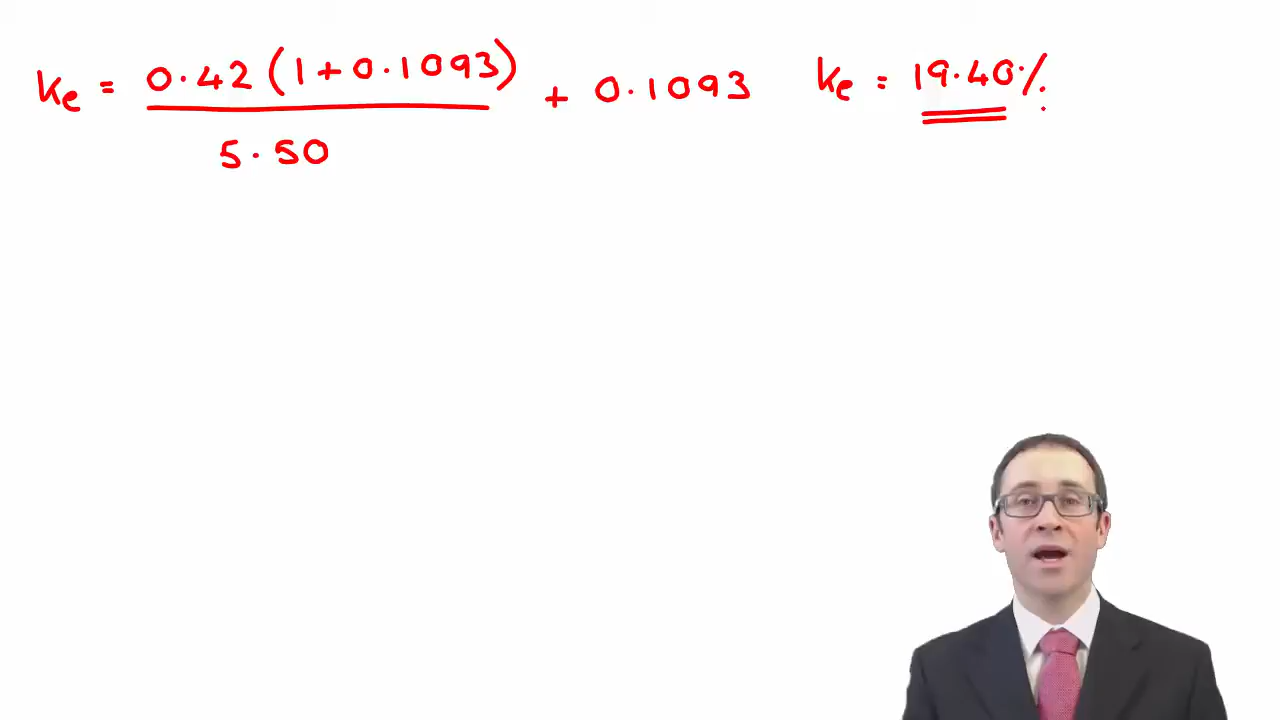 ke = 0.42 (1 + 0.1093) + 0.1093 ke = 19.40%
5.50